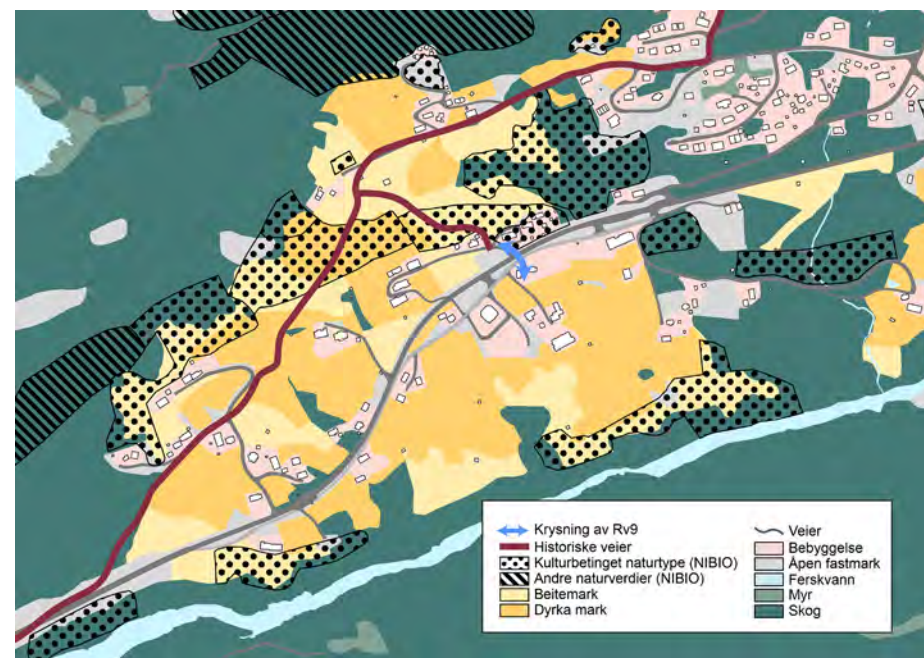 Krysning av Rv9
Historiske veier
Kulturbetinget naturtype (NIBIO)
Andre naturverdier (NIBIO)
Beitemark
Dyrka mark
Veier
Bebyggelse
Åpen fastmark
Ferskvann
Myr
Skog